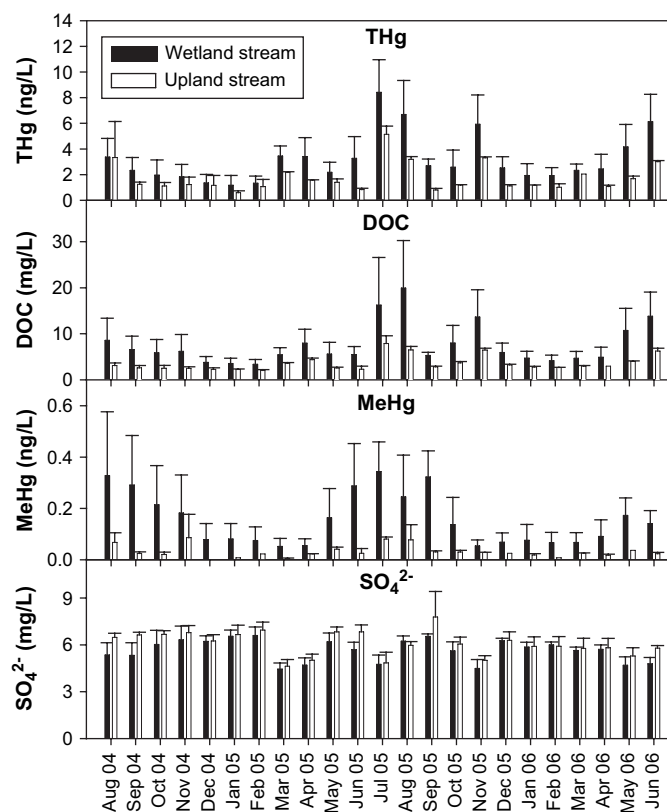 THg
Wetland stream
Upland stream
THg (ng/L)
14
12
10
8
6
4
2
0
DOC
DOC (mg/L)
30
20
10
0
MeHg
MeHg (ng/L)
0.6
0.4
0.2
0.0
SO₄²⁻
SO₄²⁻ (mg/L)
9
6
3
0
Aug 04
Sep 04
Oct 04
Nov 04
Dec 04
Jan 05
Feb 05
Mar 05
Apr 05
May 05
Jun 05
Jul 05
Aug 05
Sep 05
Oct 05
Nov 05
Dec 05
Jan 06
Feb 06
Mar 06
Apr 06
May 06
Jun 06